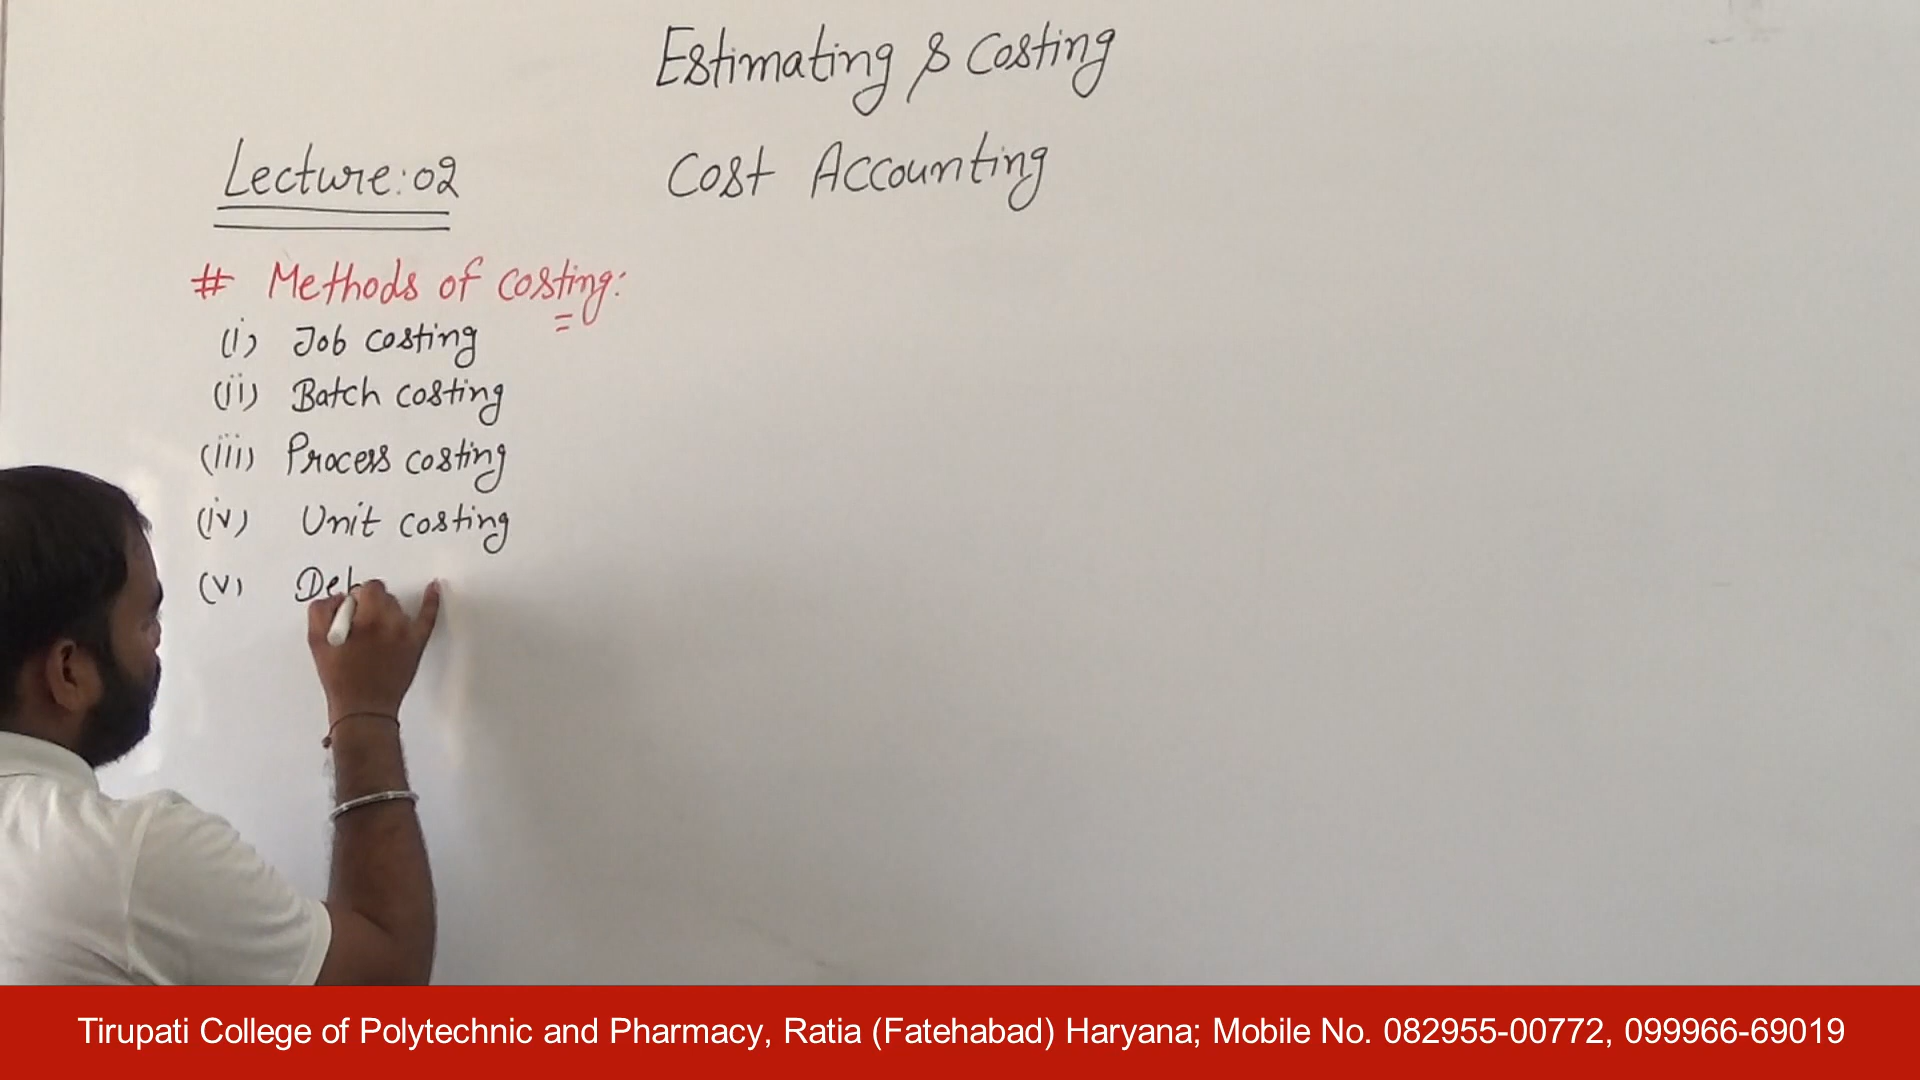 Estimating & Costing
Lecture: 02
Cost Accounting
# Methods of costing:
(i) Job costing
(ii) Batch costing
(iii) Process costing
(iv) Unit costing
(v)
Tirupati College of Polytechnic and Pharmacy, Ratia (Fatehabad) Haryana; Mobile No. 082955-00772, 099966-69019